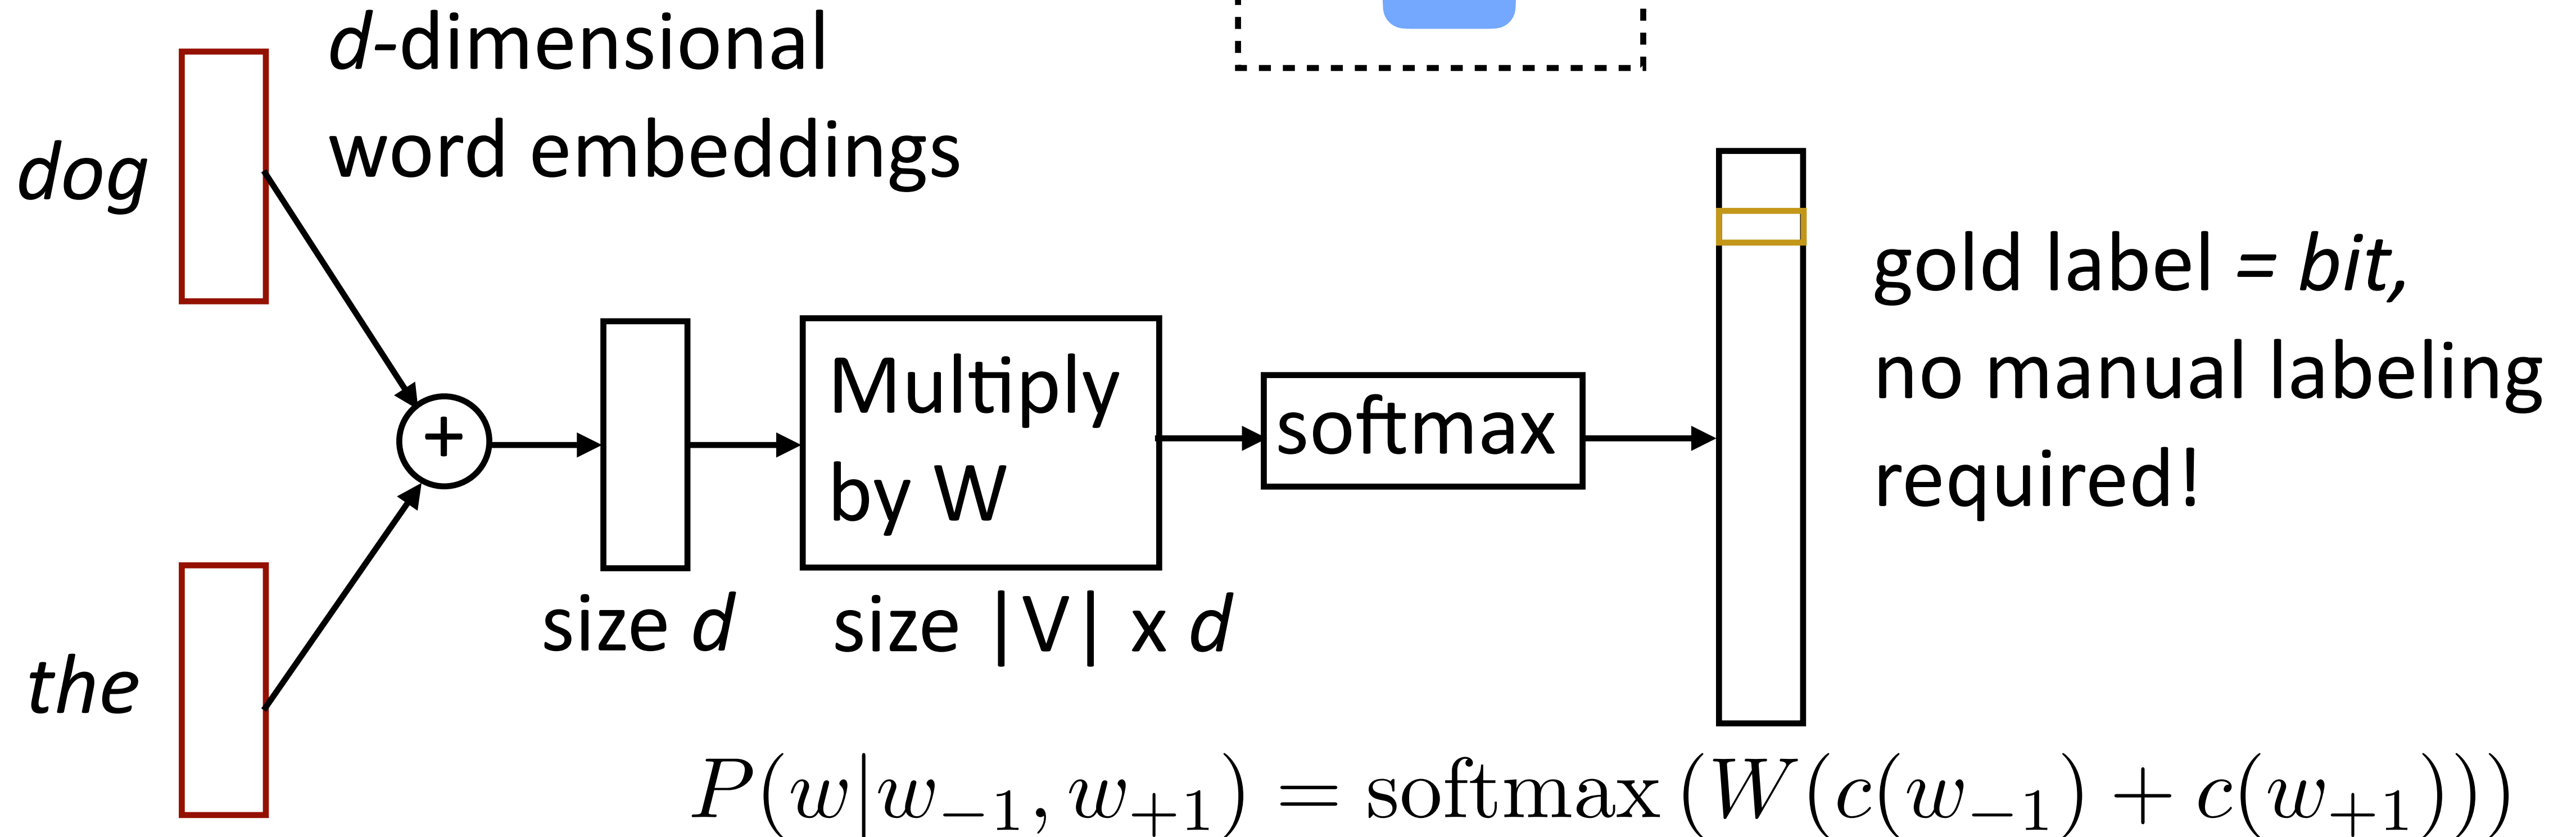 d-dimensional
word embeddings
dog
the
+
size d
Multiply
by W
size |V| x d
softmax
gold label = bit,
no manual labeling
required!
P(w|w₋₁, w₊₁) = softmax (W(c(w₋₁) + c(w₊₁)))